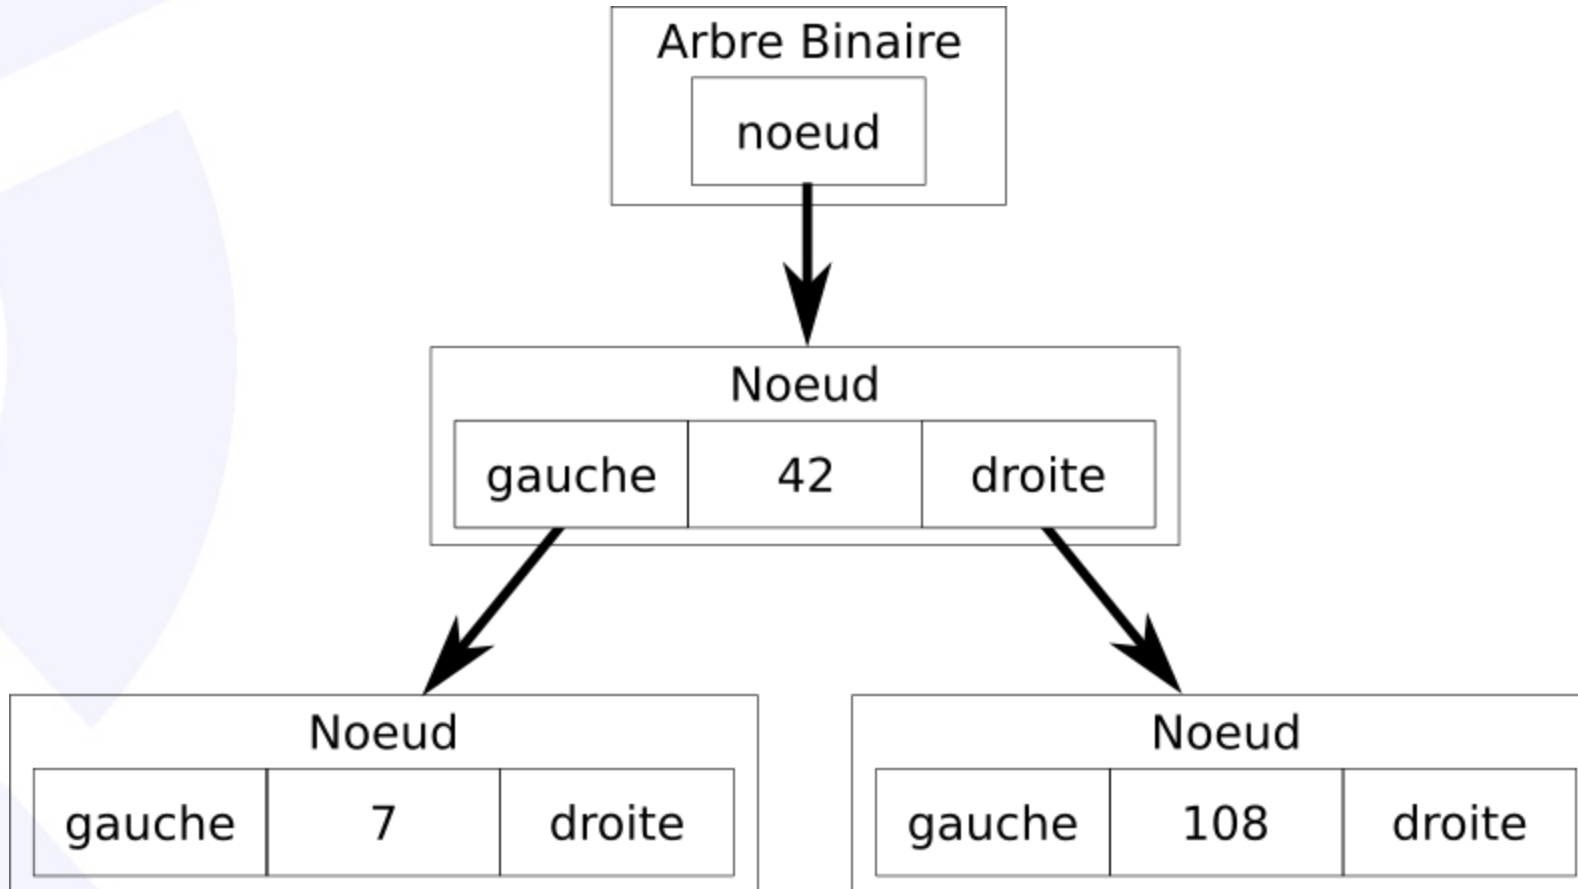 Arbre Binaire
noeud
Noeud
gauche 42 droite
Noeud
gauche 7 droite
Noeud
gauche 108 droite